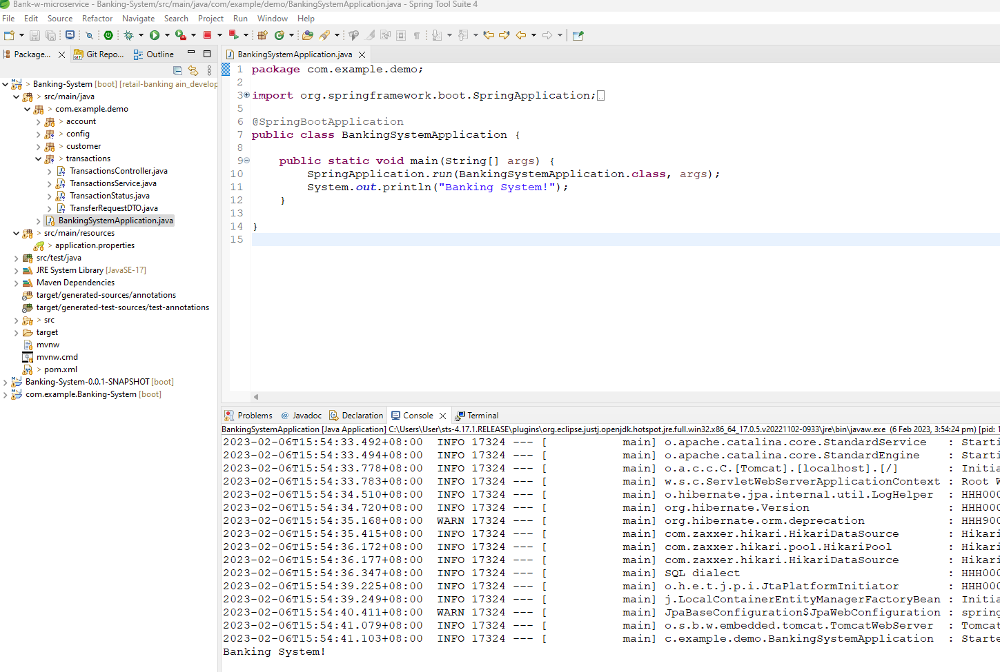 Bank-w-microservice - Banking-System/src/main/java/com/example/demo/BankingSystemApplication.java - Spring Tool Suite 4
File Edit Source Refactor Navigate Search Project Run Window Help
Package... Git Repo... Outline
> Banking-System [boot] [retail-banking ain_develop
> src/main/java
> com.example.demo
> account
> config
> customer
> transactions
TransactionsController.java
TransactionsService.java
TransactionStatus.java
TransferRequestDTO.java
BankingSystemApplication.java
> src/main/resources
> application.properties
src/test/java
JRE System Library [JavaSE-17]
Maven Dependencies
target/generated-sources/annotations
target/generated-test-sources/test-annotations
> src
target
mvnw
mvnw.cmd
> pom.xml
Banking-System-0.0.1-SNAPSHOT [boot]
com.example.Banking-System [boot]
BankingSystemApplication.java
1 package com.example.demo;
2
3 import org.springframework.boot.SpringApplication;
5
6 @SpringBootApplication
7 public class BankingSystemApplication {
8
9 public static void main(String[] args) {
10 SpringApplication.run(BankingSystemApplication.class, args);
11 System.out.println("Banking System!");
12 }
13
14 }
15
Problems @ Javadoc Declaration Console Terminal
BankingSystemApplication [Java Application] C:\Users\User\sts-4.17.1.RELEASE\plugins\org.eclipse.justj.openjdk.hotspot.jre.full.win32.x86_64_17.0.5.v20221102-0933\jre\bin\javaw.exe (6 Feb 2023, 3:54:24 pm) [pid: 1
2023-02-06T15:54:33.492+08:00 INFO 17324 --- [ main] o.apache.catalina.core.StandardService : Starti
2023-02-06T15:54:33.494+08:00 INFO 17324 --- [ main] o.apache.catalina.core.StandardEngine : Starti
2023-02-06T15:54:33.778+08:00 INFO 17324 --- [ main] o.a.c.c.C.[Tomcat].[localhost].[/] : Initia
2023-02-06T15:54:33.783+08:00 INFO 17324 --- [ main] w.s.c.ServletWebServerApplicationContext : Root W
2023-02-06T15:54:34.510+08:00 INFO 17324 --- [ main] o.hibernate.jpa.internal.util.LogHelper : HHH000
2023-02-06T15:54:34.720+08:00 INFO 17324 --- [ main] org.hibernate.Version : HHH000
2023-02-06T15:54:35.168+08:00 WARN 17324 --- [ main] org.hibernate.orm.deprecation : HHH900
2023-02-06T15:54:35.415+08:00 INFO 17324 --- [ main] com.zaxxer.hikari.HikariDataSource : Hikari
2023-02-06T15:54:36.172+08:00 INFO 17324 --- [ main] com.zaxxer.hikari.pool.HikariPool : Hikari
2023-02-06T15:54:36.177+08:00 INFO 17324 --- [ main] com.zaxxer.hikari.HikariDataSource : Hikari
2023-02-06T15:54:36.347+08:00 INFO 17324 --- [ main] SQL dialect : HHH000
2023-02-06T15:54:39.225+08:00 INFO 17324 --- [ main] o.h.e.t.j.p.i.JtaPlatformInitiator : HHH000
2023-02-06T15:54:39.249+08:00 INFO 17324 --- [ main] j.LocalContainerEntityManagerFactoryBean : Initia
2023-02-06T15:54:40.411+08:00 WARN 17324 --- [ main] JpaBaseConfiguration$JpaWebConfiguration : spring
2023-02-06T15:54:41.079+08:00 INFO 17324 --- [ main] o.s.b.w.embedded.tomcat.TomcatWebServer : Tomcat
2023-02-06T15:54:41.103+08:00 INFO 17324 --- [ main] c.example.demo.BankingSystemApplication : Starte
Banking System!